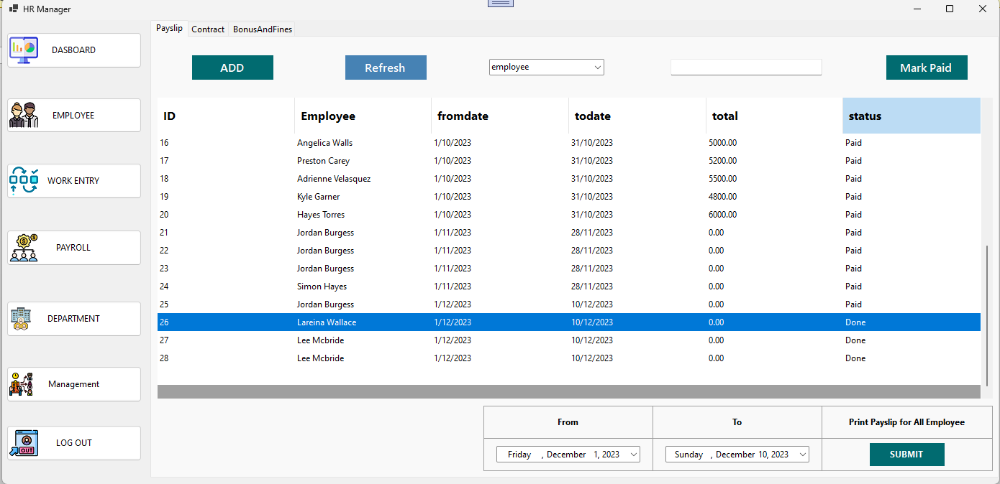 HR Manager
DASBOARD
EMPLOYEE
WORK ENTRY
PAYROLL
DEPARTMENT
Management
OUT
LOG OUT
Payslip Contract BonusAndFines
ADD Refresh employee Mark Paid
ID Employee fromdate todate total status
16 Angelica Walls 1/10/2023 31/10/2023 5000.00 Paid
17 Preston Carey 1/10/2023 31/10/2023 5200.00 Paid
18 Adrienne Velasquez 1/10/2023 31/10/2023 5500.00 Paid
19 Kyle Garner 1/10/2023 31/10/2023 4800.00 Paid
20 Hayes Torres 1/10/2023 31/10/2023 6000.00 Paid
21 Jordan Burgess 1/11/2023 28/11/2023 0.00 Paid
22 Jordan Burgess 1/11/2023 28/11/2023 0.00 Paid
23 Jordan Burgess 1/11/2023 28/11/2023 0.00 Paid
24 Simon Hayes 1/11/2023 28/11/2023 0.00 Paid
25 Jordan Burgess 1/12/2023 10/12/2023 0.00 Paid
26 Lareina Wallace 1/12/2023 10/12/2023 0.00 Done
27 Lee Mcbride 1/12/2023 10/12/2023 0.00 Done
28 Lee Mcbride 1/12/2023 10/12/2023 0.00 Done
From To Print Payslip for All Employee
Friday , December 1, 2023 Sunday , December 10, 2023 SUBMIT